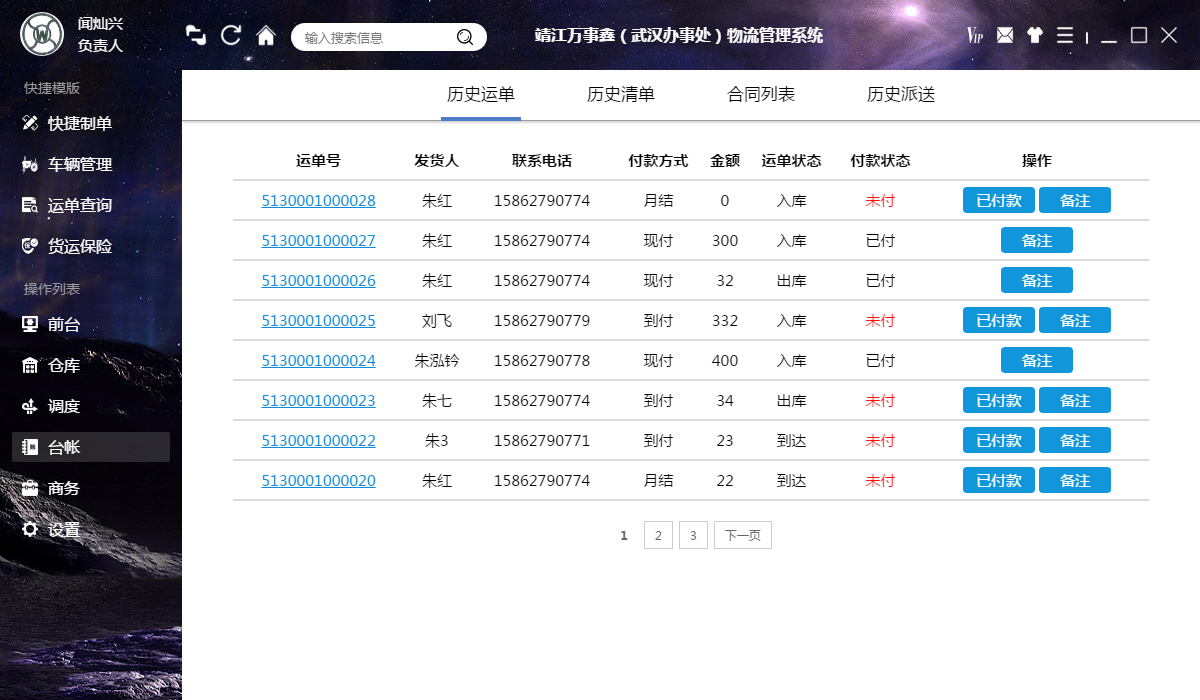 闻灿兴
负责人
输入搜索信息
靖江万事鑫(武汉办事处)物流管理系统
VIP
快捷模版
快捷制单
车辆管理
运单查询
货运保险
操作列表
前台
仓库
调度
台帐
商务
设置
历史运单 历史清单 合同列表 历史派送
运单号 发货人 联系电话 付款方式 金额 运单状态 付款状态 操作
5130001000028 朱红 15862790774 月结 0 入库 未付 已付款 备注
5130001000027 朱红 15862790774 现付 300 入库 已付 备注
5130001000026 朱红 15862790774 现付 32 出库 已付 备注
5130001000025 刘飞 15862790779 到付 332 入库 未付 已付款 备注
5130001000024 朱泓钤 15862790778 现付 400 入库 已付 备注
5130001000023 朱七 15862790774 到付 34 出库 未付 已付款 备注
5130001000022 朱3 15862790771 到付 23 到达 未付 已付款 备注
5130001000020 朱红 15862790774 月结 22 到达 未付 已付款 备注
1 2 3 下一页